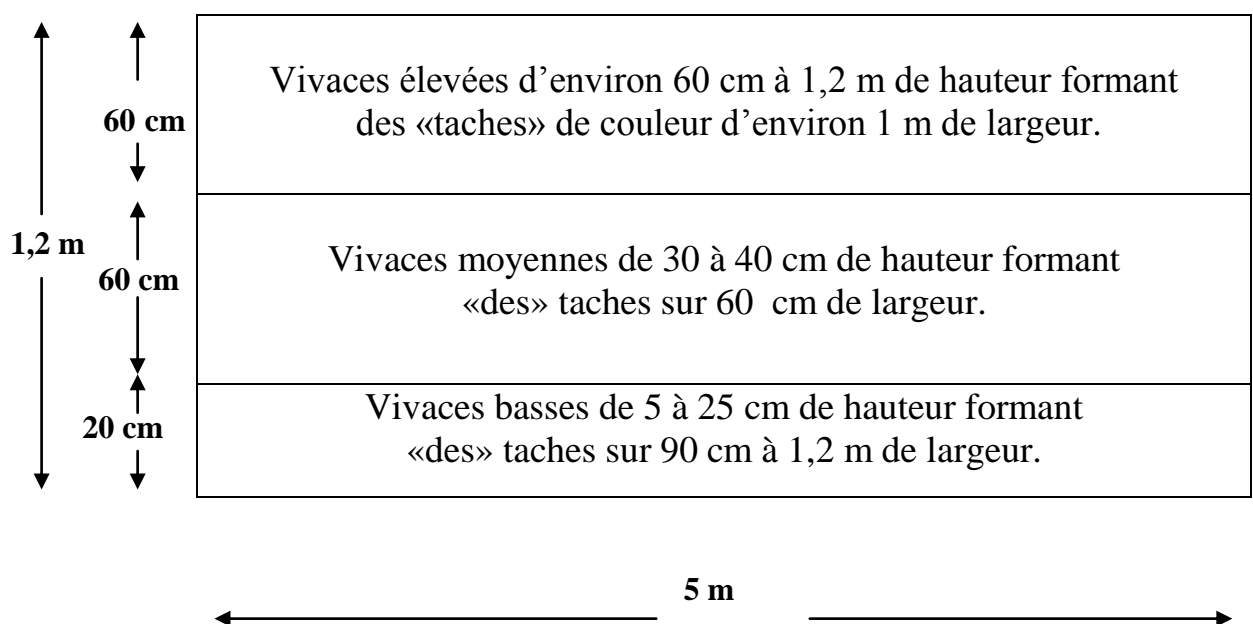 Vivaces élevées d’environ 60 cm à 1,2 m de hauteur formant
des «taches» de couleur d’environ 1 m de largeur.
60 cm
1,2 m
Vivaces moyennes de 30 à 40 cm de hauteur formant
«des» taches sur 60 cm de largeur.
60 cm
Vivaces basses de 5 à 25 cm de hauteur formant
«des» taches sur 90 cm à 1,2 m de largeur.
20 cm
5 m